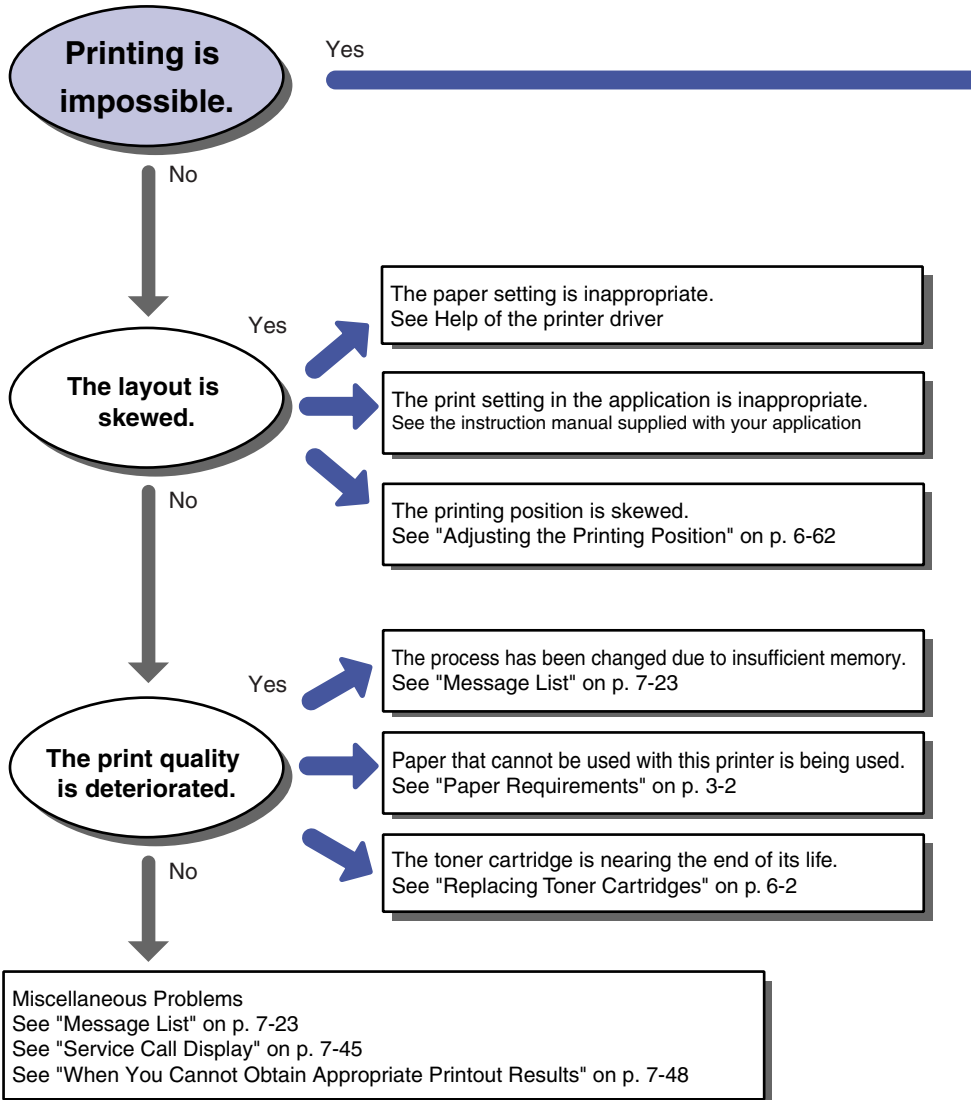 Printing is
impossible.
Yes
No
Yes
The paper setting is inappropriate.
See Help of the printer driver
The layout is
skewed.
The print setting in the application is inappropriate.
See the instruction manual supplied with your application
No
The printing position is skewed.
See "Adjusting the Printing Position" on p. 6-62
Yes
The process has been changed due to insufficient memory.
See "Message List" on p. 7-23
The print quality
is deteriorated.
Paper that cannot be used with this printer is being used.
See "Paper Requirements" on p. 3-2
No
The toner cartridge is nearing the end of its life.
See "Replacing Toner Cartridges" on p. 6-2
Miscellaneous Problems
See "Message List" on p. 7-23
See "Service Call Display" on p. 7-45
See "When You Cannot Obtain Appropriate Printout Results" on p. 7-48